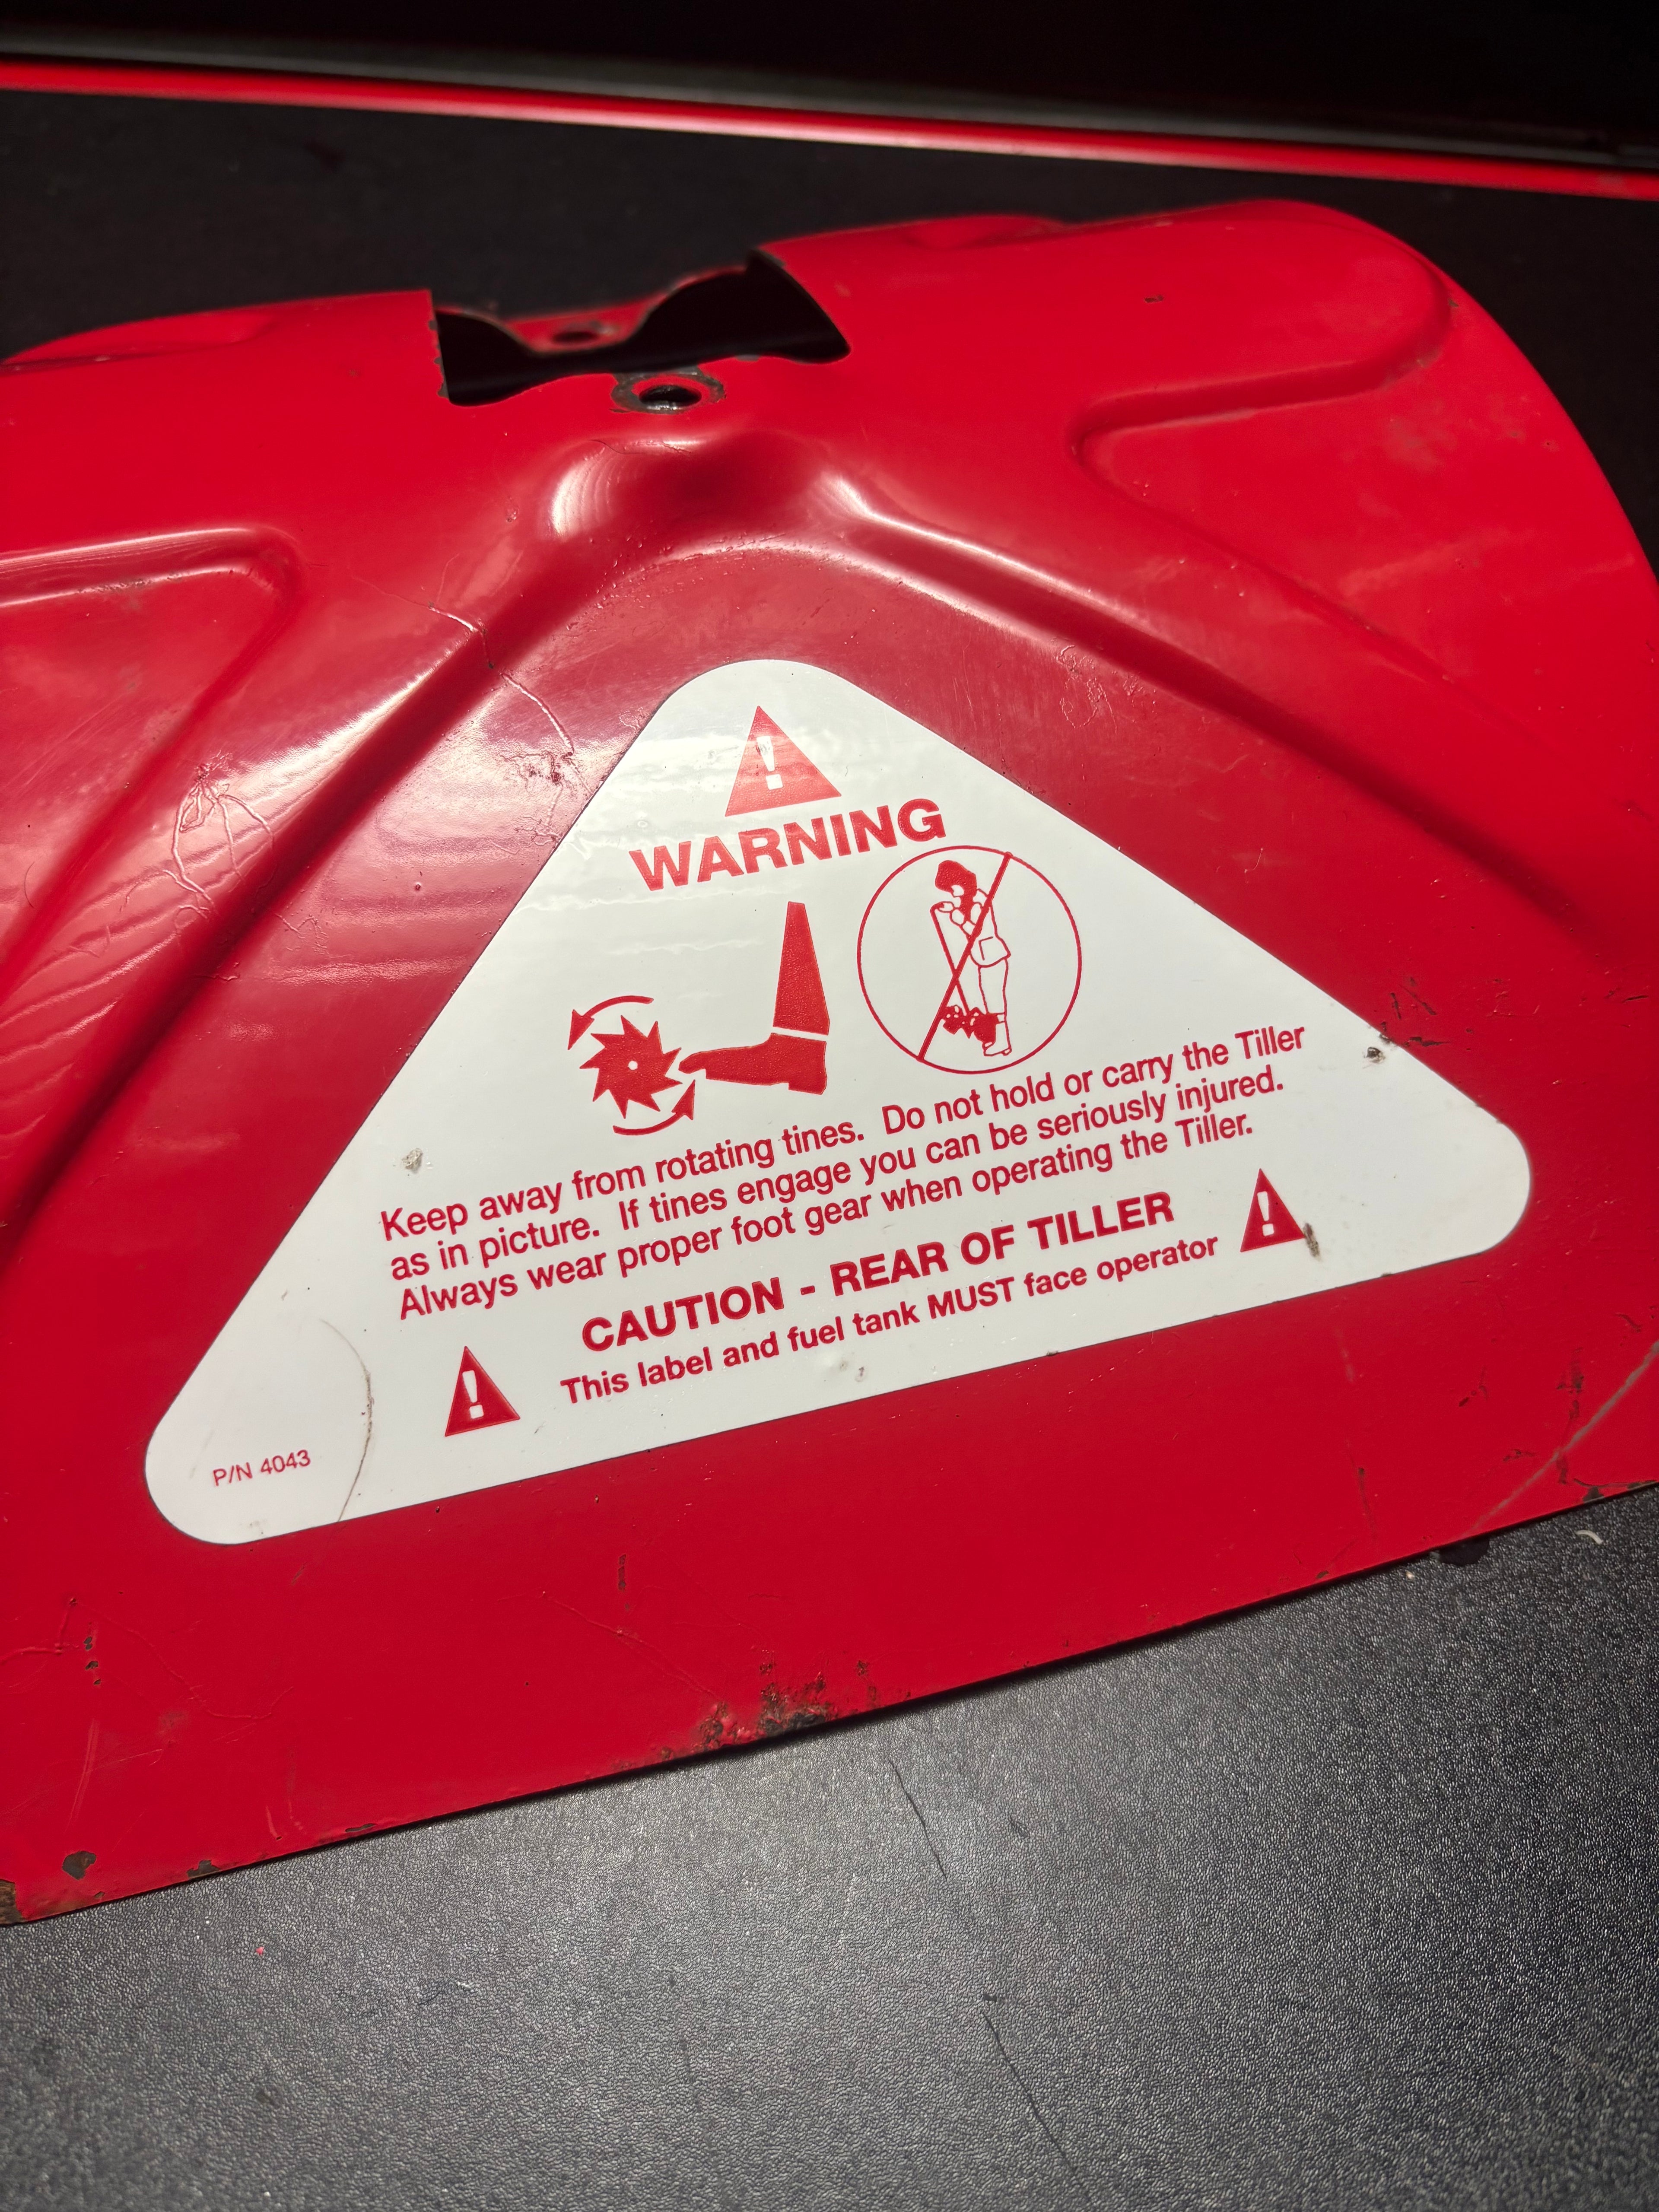 !
WARNING
Keep away from rotating tines. Do not hold or carry the Tiller
as in picture. If tines engage you can be seriously injured.
Always wear proper foot gear when operating the Tiller.
CAUTION - REAR OF TILLER
! This label and fuel tank MUST face operator !
P/N 4043